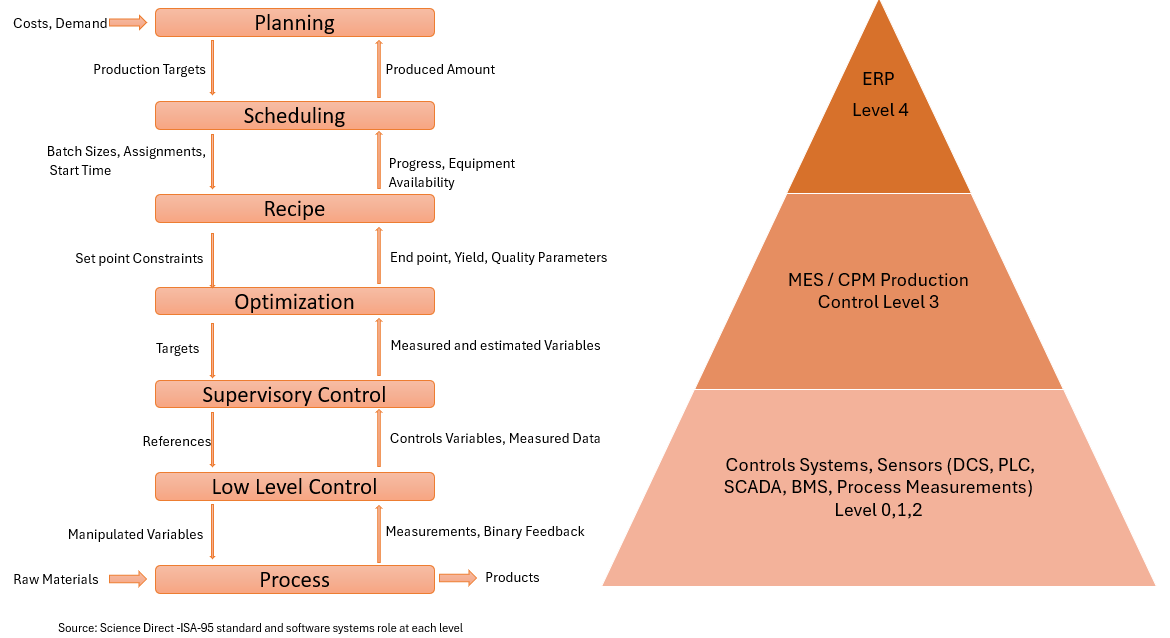 Costs, Demand
Planning
Production Targets
Produced Amount
Scheduling
Batch Sizes, Assignments,
Start Time
Progress, Equipment
Availability
Recipe
Set point Constraints
End point, Yield, Quality Parameters
Optimization
Targets
Measured and estimated Variables
Supervisory Control
References
Controls Variables, Measured Data
Low Level Control
Manipulated Variables
Measurements, Binary Feedback
Raw Materials
Process
Products
Source: Science Direct -ISA-95 standard and software systems role at each level
ERP
Level 4
MES / CPM Production
Control Level 3
Controls Systems, Sensors (DCS, PLC,
SCADA, BMS, Process Measurements)
Level 0,1,2